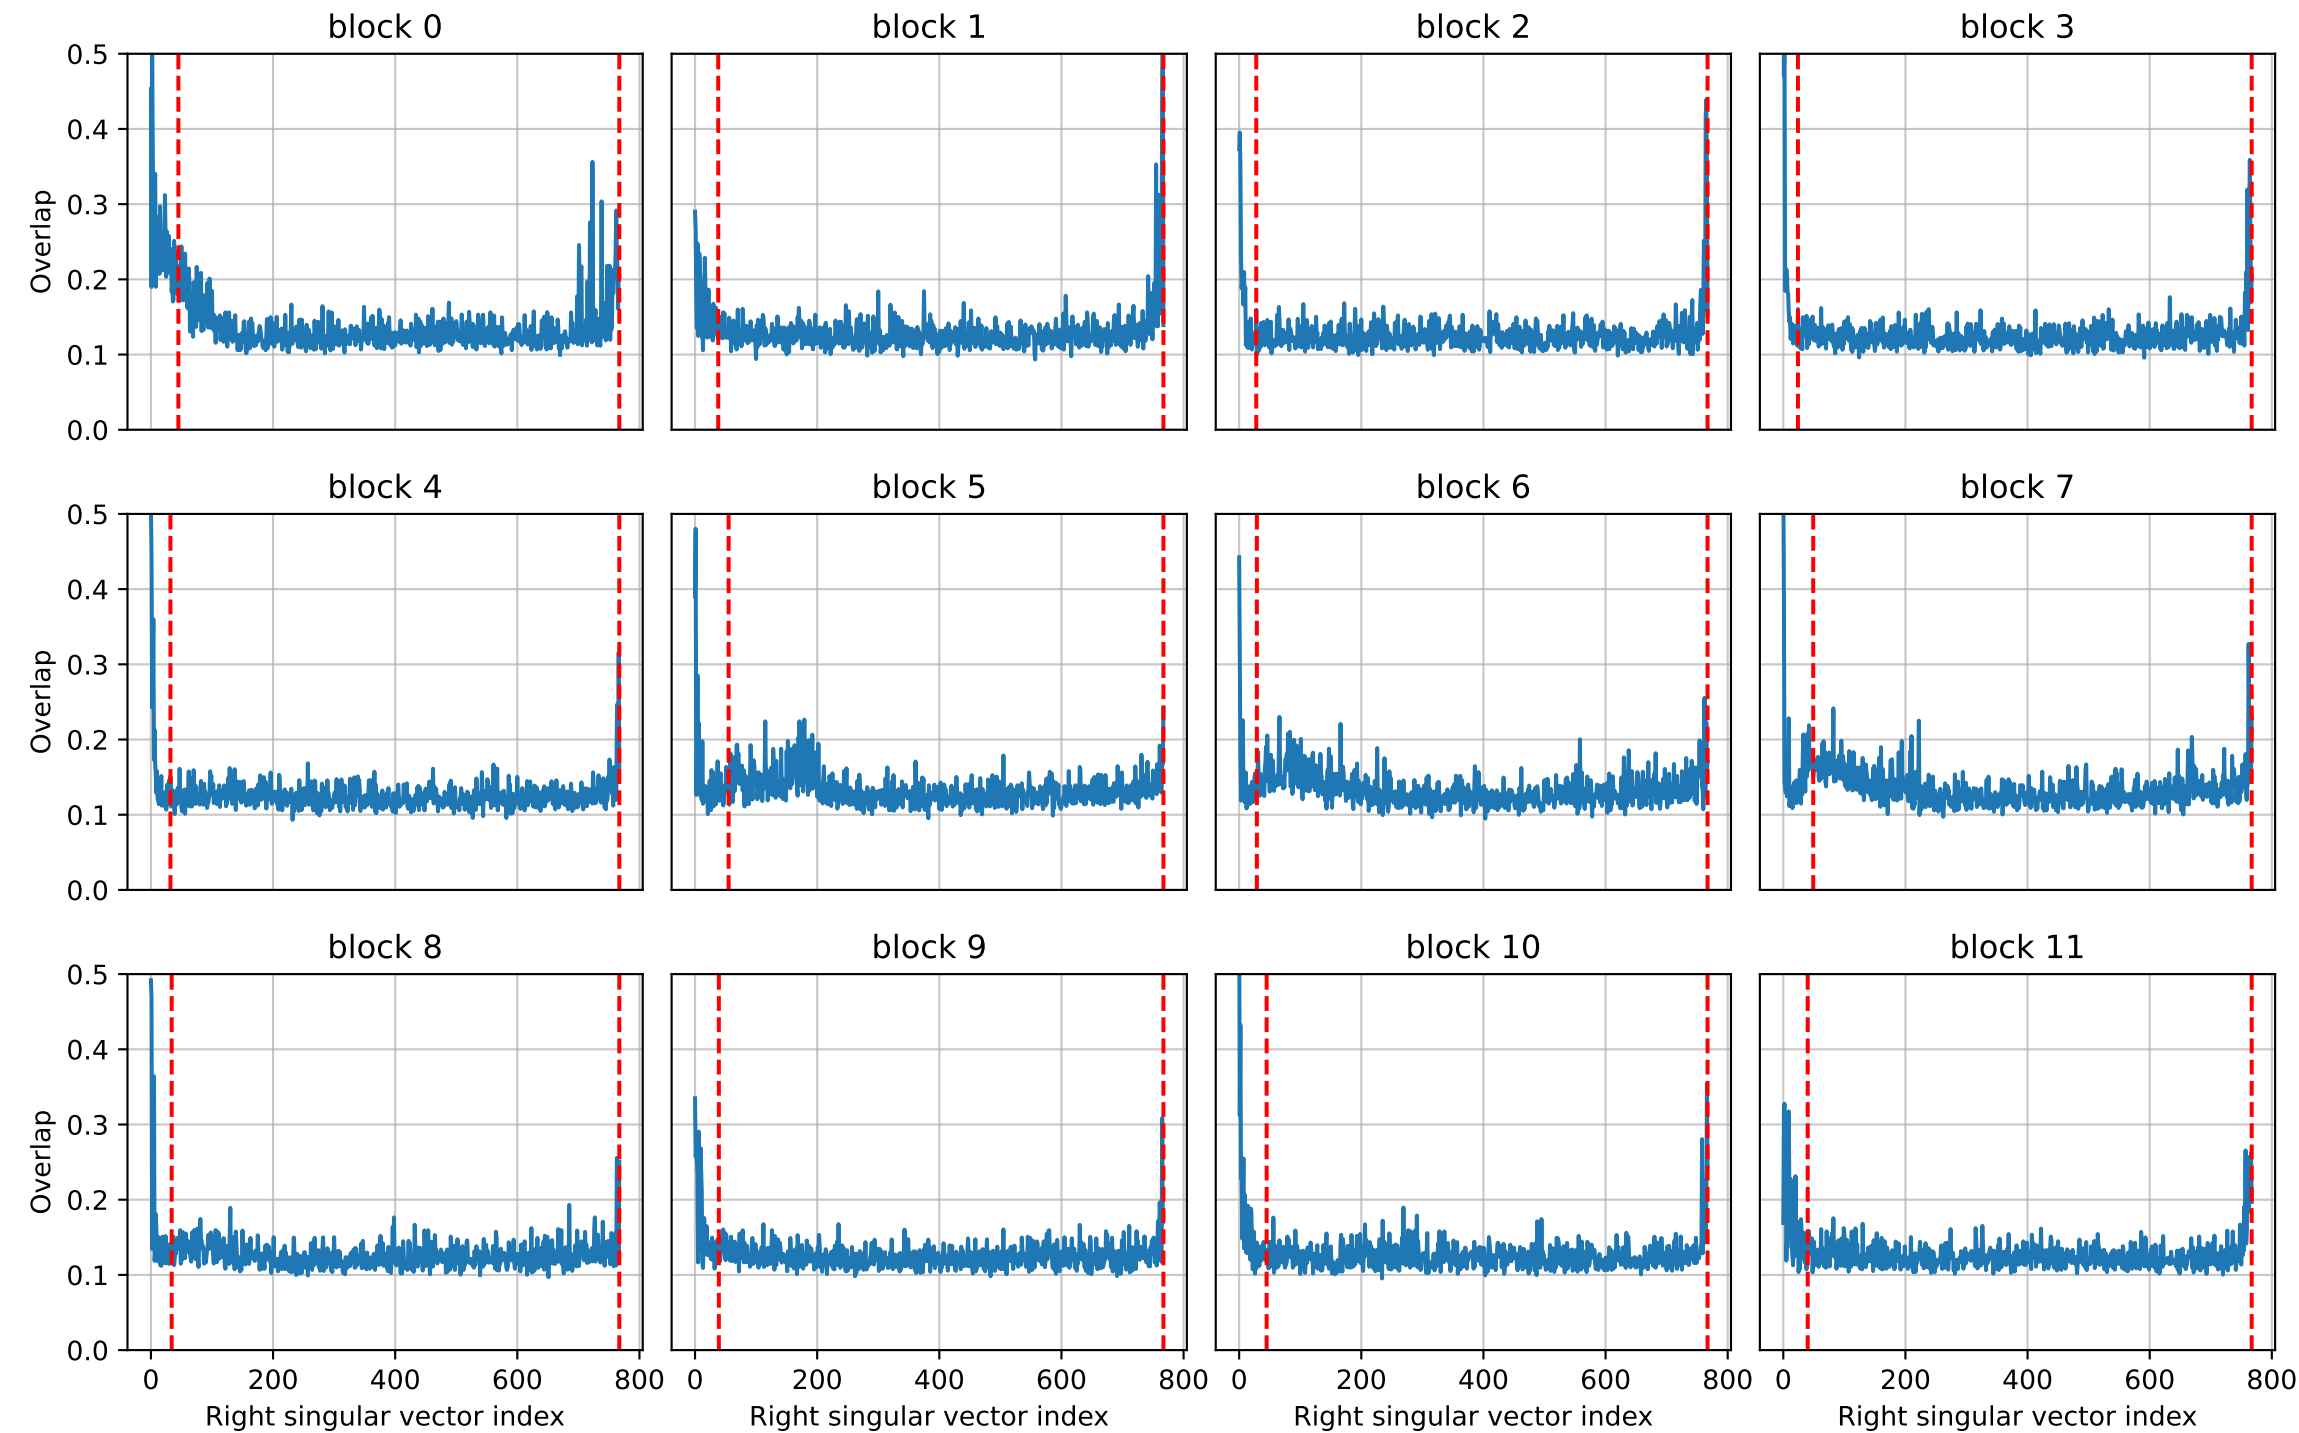 block 0
block 1
block 2
block 3
0.5
0.4
0.3
0.2
0.1
0.0
Overlap
block 4
block 5
block 6
block 7
0.5
0.4
0.3
0.2
0.1
0.0
Overlap
block 8
block 9
block 10
block 11
0.5
0.4
0.3
0.2
0.1
0.0
Overlap
0 200 400 600 800
0 200 400 600 800
0 200 400 600 800
0 200 400 600 800
Right singular vector index
Right singular vector index
Right singular vector index
Right singular vector index